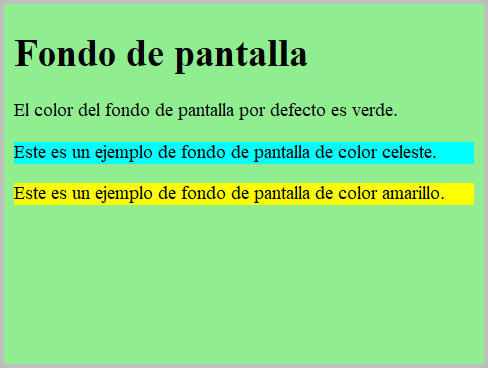 Fondo de pantalla
El color del fondo de pantalla por defecto es verde.
Este es un ejemplo de fondo de pantalla de color celeste.
Este es un ejemplo de fondo de pantalla de color amarillo.